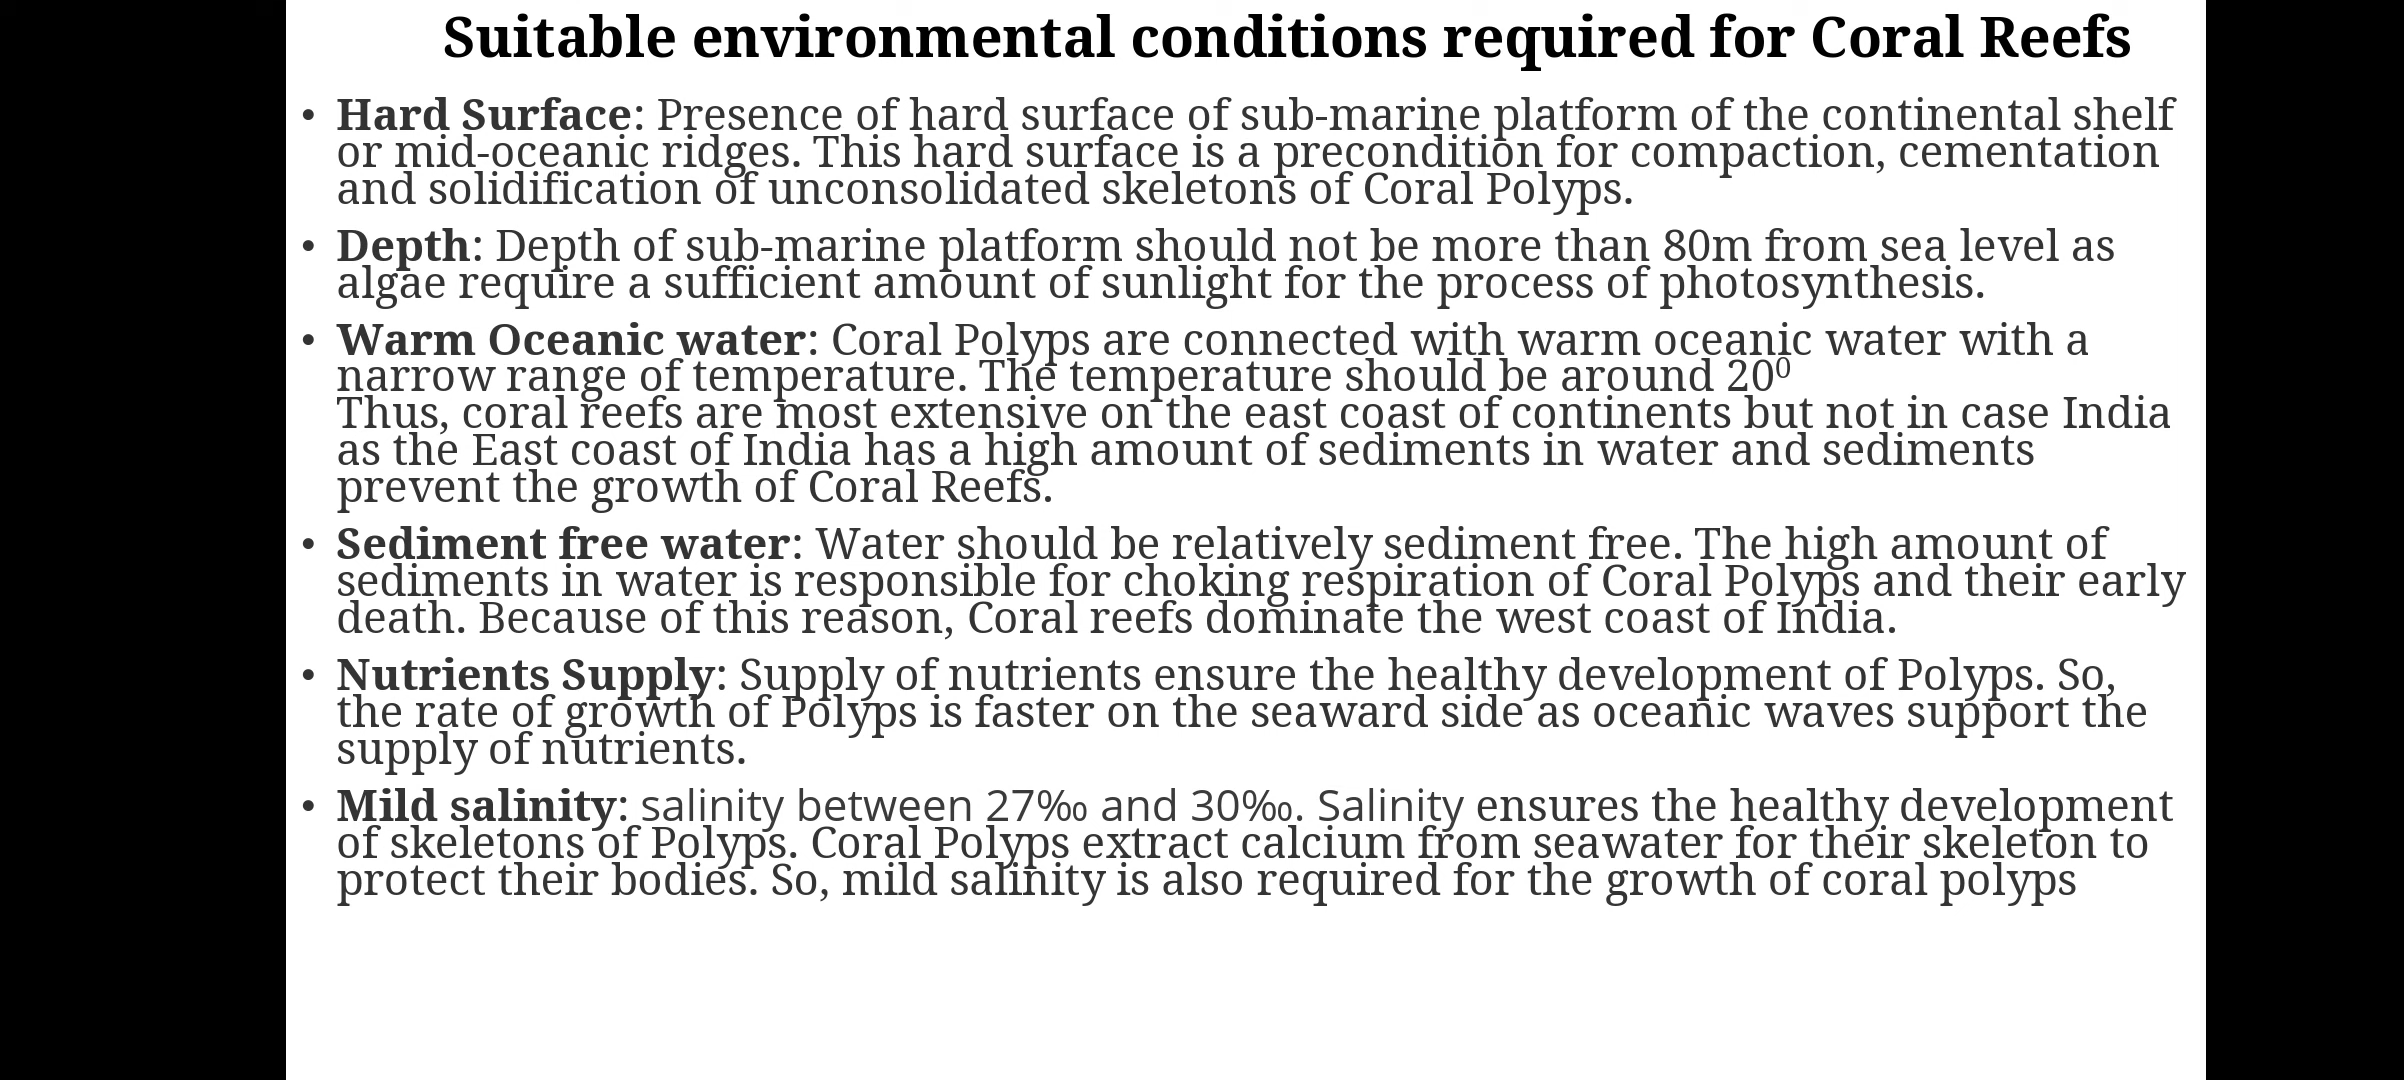 Suitable environmental conditions required for Coral Reefs
• Hard Surface: Presence of hard surface of sub-marine platform of the continental shelf
or mid-oceanic ridges. This hard surface is a precondition for compaction, cementation
and solidification of unconsolidated skeletons of Coral Polyps.
• Depth: Depth of sub-marine platform should not be more than 80m from sea level as
algae require a sufficient amount of sunlight for the process of photosynthesis.
• Warm Oceanic water: Coral Polyps are connected with warm oceanic water with a
narrow range of temperature. The temperature should be around 20⁰
Thus, coral reefs are most extensive on the east coast of continents but not in case India
as the East coast of India has a high amount of sediments in water and sediments
prevent the growth of Coral Reefs.
• Sediment free water: Water should be relatively sediment free. The high amount of
sediments in water is responsible for choking respiration of Coral Polyps and their early
death. Because of this reason, Coral reefs dominate the west coast of India.
• Nutrients Supply: Supply of nutrients ensure the healthy development of Polyps. So,
the rate of growth of Polyps is faster on the seaward side as oceanic waves support the
supply of nutrients.
• Mild salinity: salinity between 27‰ and 30‰. Salinity ensures the healthy development
of skeletons of Polyps. Coral Polyps extract calcium from seawater for their skeleton to
protect their bodies. So, mild salinity is also required for the growth of coral polyps